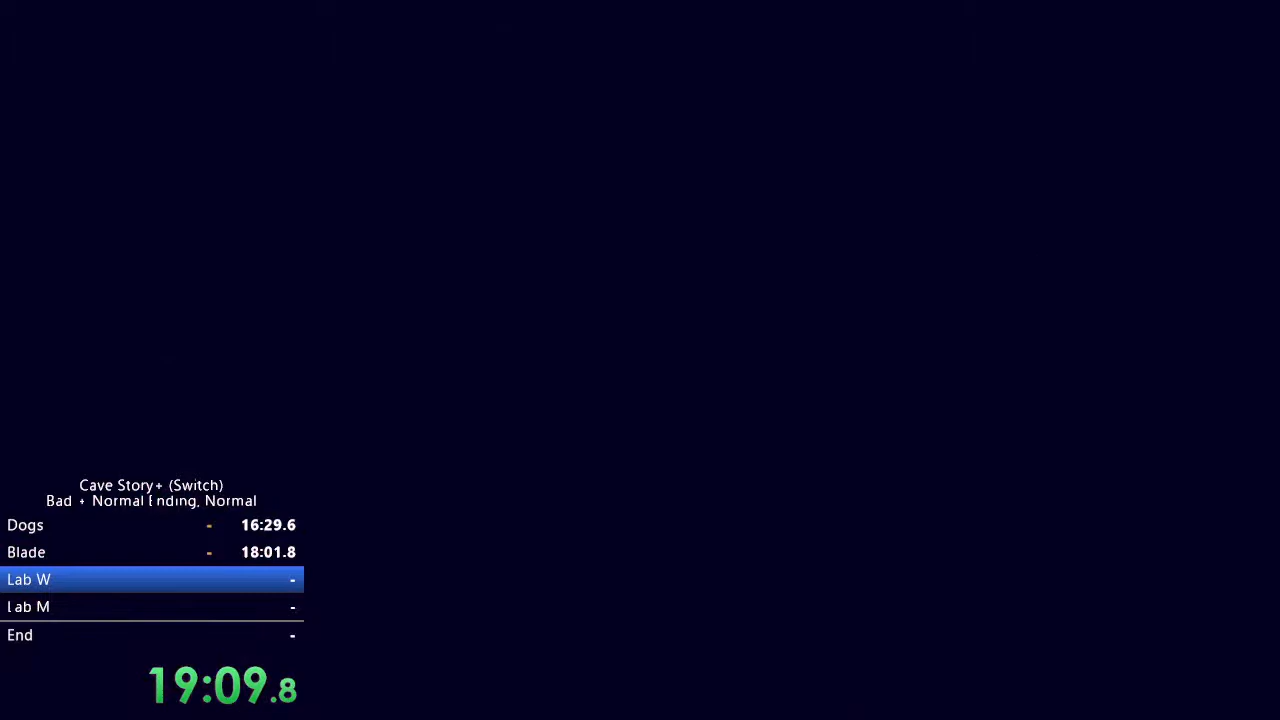 Cave Story+ (Switch)
Bad + Normal Ending, Normal
Dogs - 16:29.6
Blade - 18:01.8
Lab W -
Lab M -
End -
19:09.8